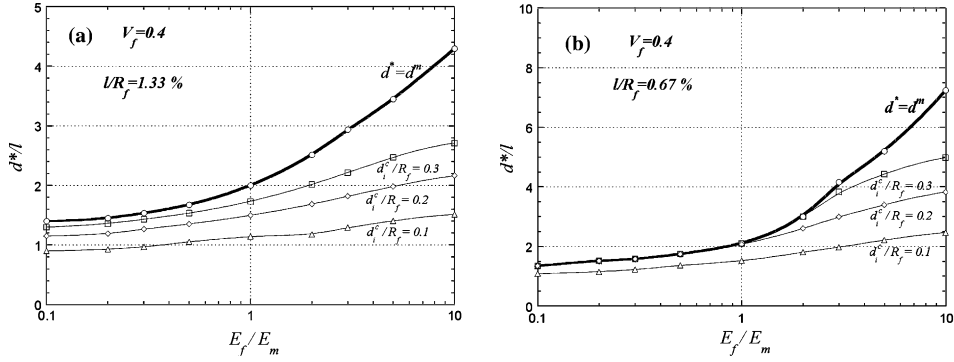 (a)
V_f=0.4
l/R_f=1.33 %
d*=d^m
d_i^c/R_f = 0.3
d_i^c/R_f = 0.2
d_i^c/R_f = 0.1
d*/l
5
4
3
2
1
0
0.1
1
10
E_f/E_m
(b)
V_f=0.4
l/R_f=0.67 %
d*=d^m
d_i^c/R_f = 0.3
d_i^c/R_f = 0.2
d_i^c/R_f = 0.1
d*/l
10
8
6
4
2
0
0.1
1
10
E_f/E_m